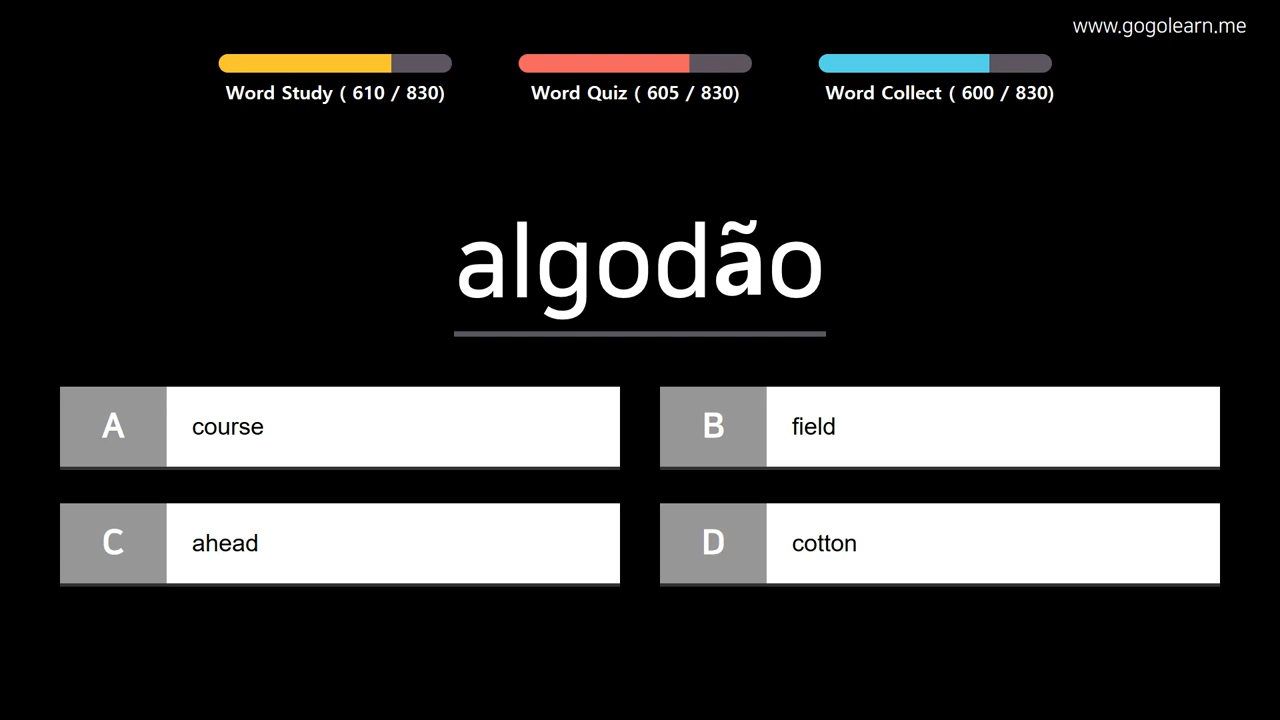 www.gogolearn.me
Word Study ( 610 / 830)
Word Quiz ( 605 / 830)
Word Collect ( 600 / 830)
algodão
A course
B field
C ahead
D cotton